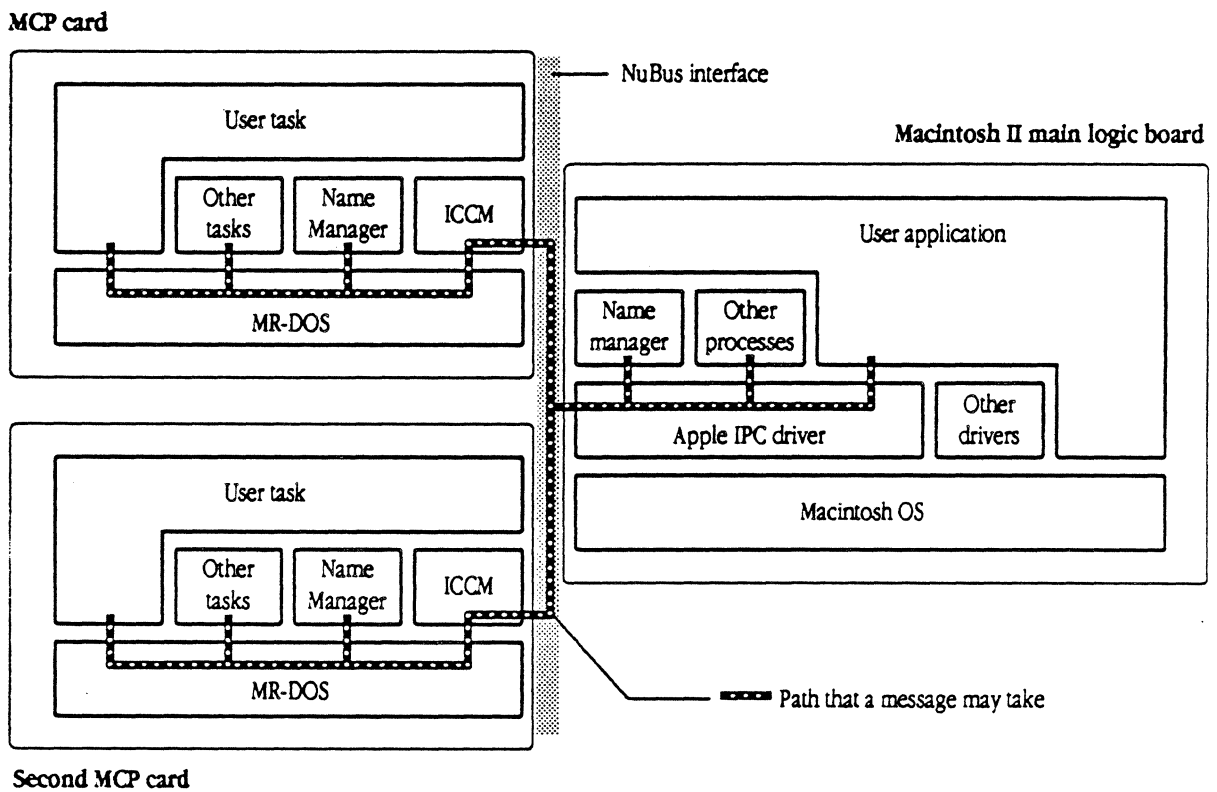 MCP card
NuBus interface
User task
Macintosh II main logic board
Other
tasks
Name
Manager
ICCM
MR-DOS
User application
Name
manager
Other
processes
Apple IPC driver
Other
drivers
Macintosh OS
User task
Other
tasks
Name
Manager
ICCM
MR-DOS
Path that a message may take
Second MCP card